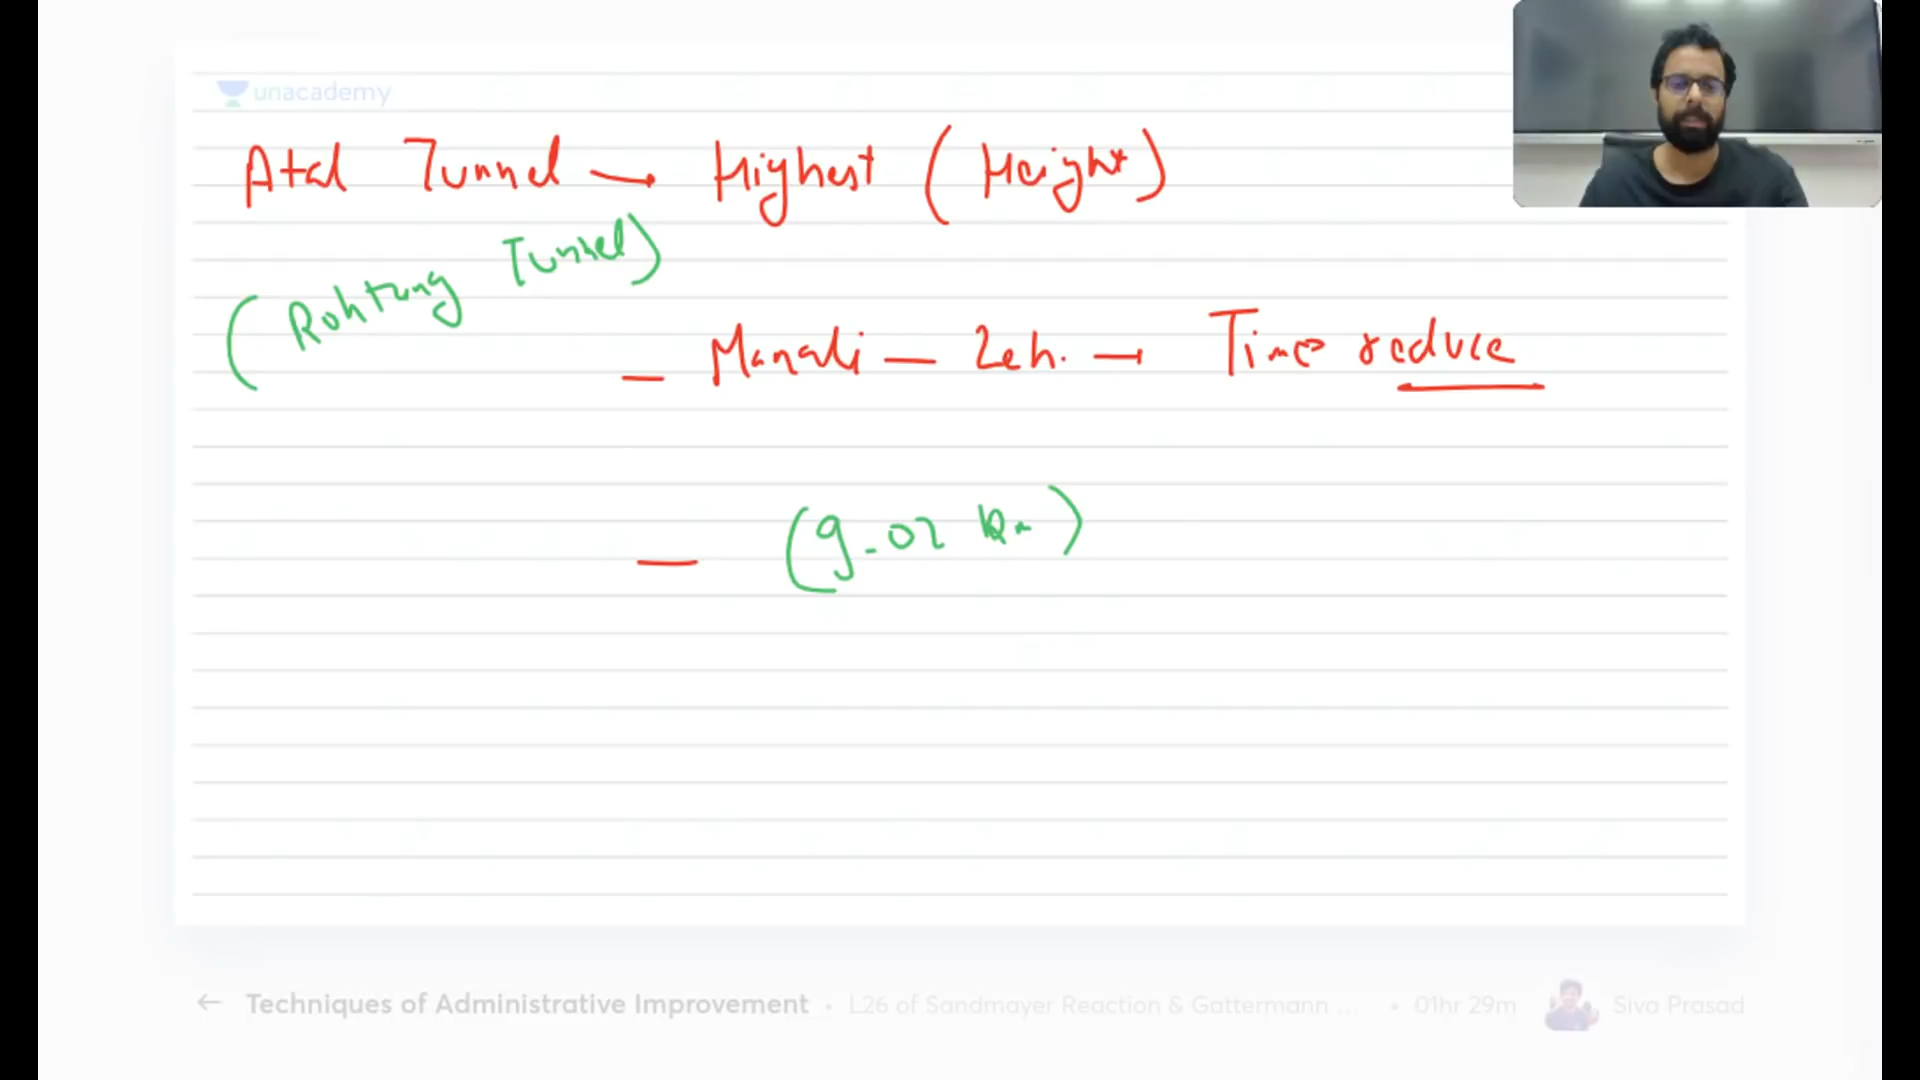 unacademy
Atal Tunnel → Highest (Height)
(Rohtung Tunnel)
– Manali – Leh. → Time reduce
– (9.02 km)
← Techniques of Administrative Improvement • L26 of Sandmayer Reaction & Gattermann ... • 01hr 29m Siva Prasad